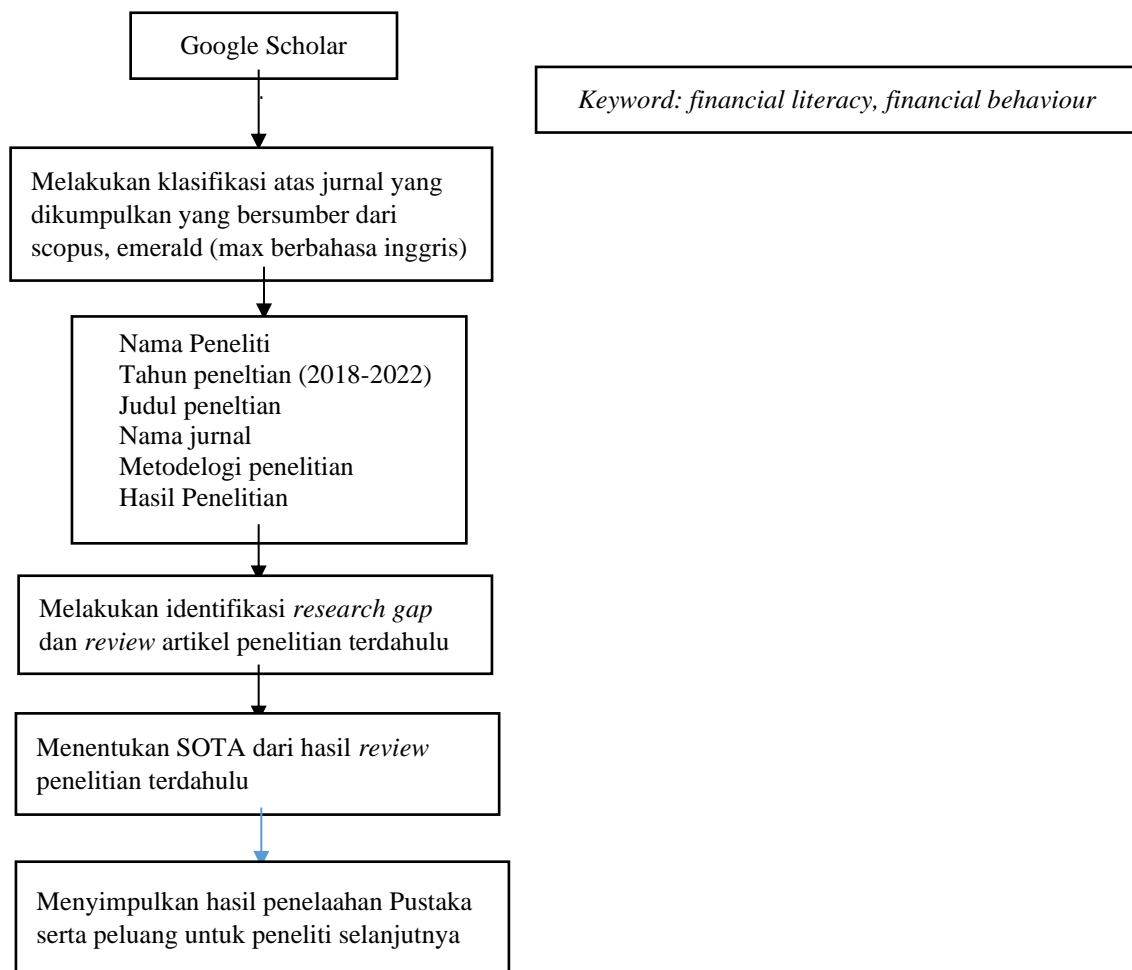 Google Scholar
Keyword: financial literacy, financial behaviour
Melakukan klasifikasi atas jurnal yang
dikumpulkan yang bersumber dari
scopus, emerald (max berbahasa inggris)
Nama Peneliti
Tahun peneltian (2018-2022)
Judul peneltian
Nama jurnal
Metodelogi penelitian
Hasil Penelitian
Melakukan identifikasi research gap
dan review artikel penelitian terdahulu
Menentukan SOTA dari hasil review
penelitian terdahulu
Menyimpulkan hasil penelaahan Pustaka
serta peluang untuk peneliti selanjutnya